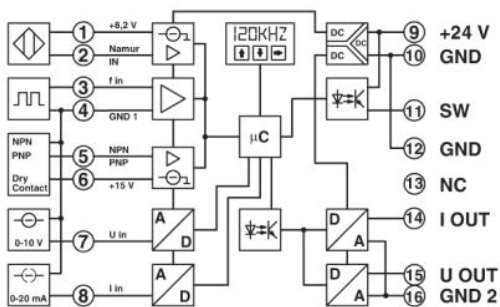 1 +8,2 V
2 Namur
IN
3 f in
4 GND 1
NPN
PNP
Dry
Contact
5 NPN
PNP
6 +15 V
0-10 V
7 U in
0-20 mA
8 I in
120KHZ
µC
A
D
A
D
DC
DC
DC
D
A
D
A
9 +24 V
10 GND
11 SW
12 GND
13 NC
14 I OUT
15 U OUT
16 GND 2